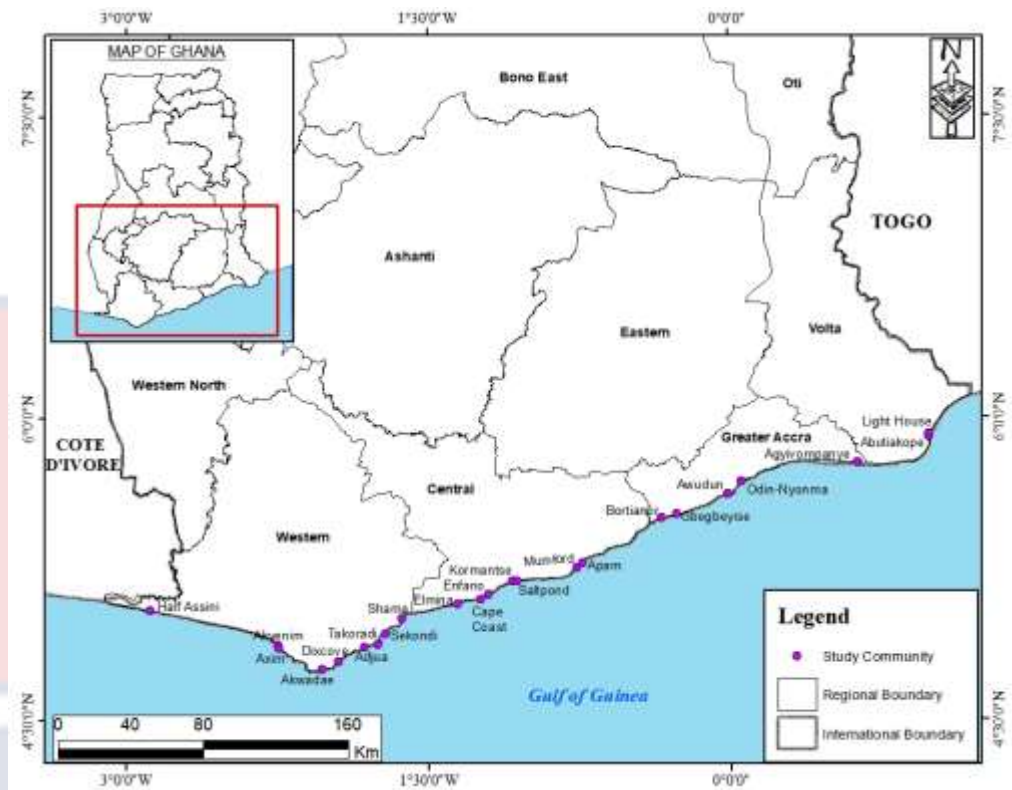 3°0'0"W 1°30'0"W 0°0'0"
MAP OF GHANA
N
Bono East
Oti
7°30'0"N
7°30'0"N
TOGO
Ashanti
Eastern
Volta
Western North
6°0'0"N
6°0'0"N
COTE
D'IVORE
Light House
Abutiakope
Greater Accra
Agyivompanye
Central
Awudun
Odin-Nyonma
Bortianor
Gbegbeyise
Western
Mumford
Apam
Kormantse
Saltpond
Enfano
Elmina
Cape
Coast
Half Assini
Shama
Sekondi
Takoradi
Adjua
Dixcove
Axim
Akwadae
Gulf of Guinea
4°30'0"N
4°30'0"N
0 40 80 160
Km
Legend
Study Community
Regional Boundary
International Boundary
3°0'0"W 1°30'0"W 0°0'0"